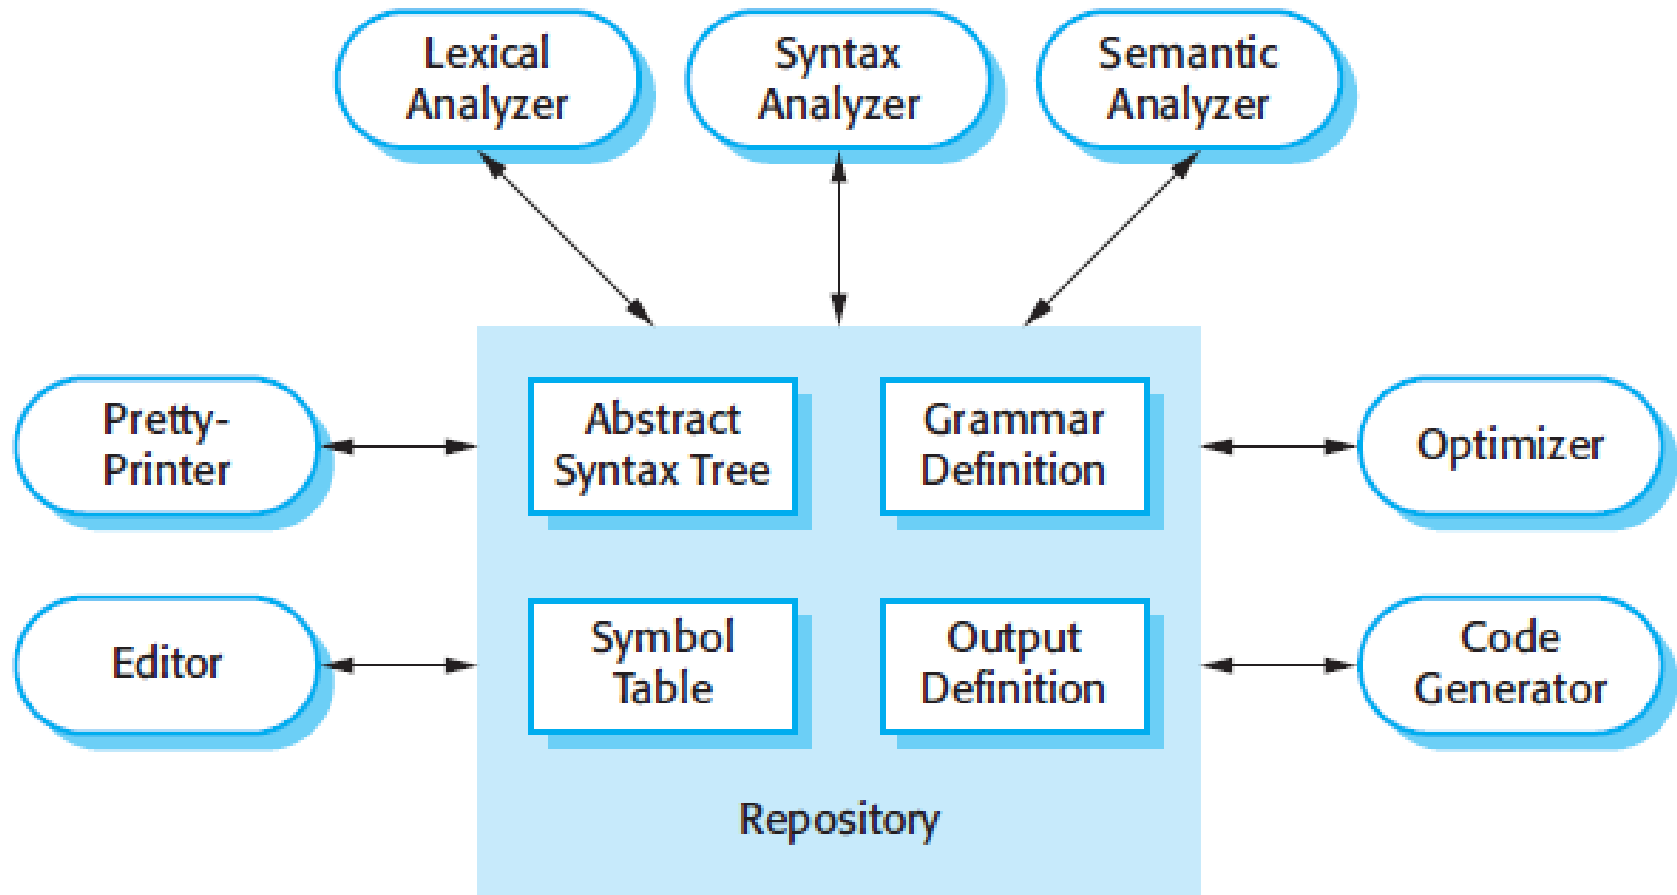 Lexical
Analyzer
Syntax
Analyzer
Semantic
Analyzer
Pretty-
Printer
Abstract
Syntax Tree
Grammar
Definition
Optimizer
Editor
Symbol
Table
Output
Definition
Code
Generator
Repository